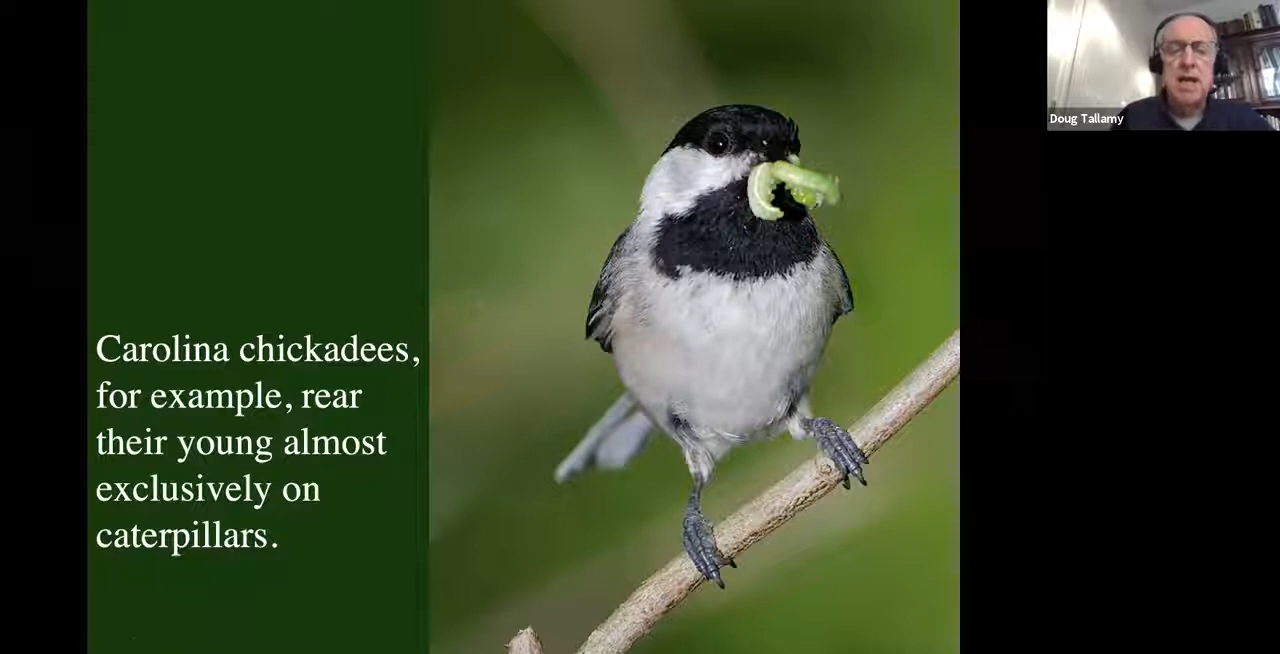 Carolina chickadees,
for example, rear
their young almost
exclusively on
caterpillars.
Doug Tallamy